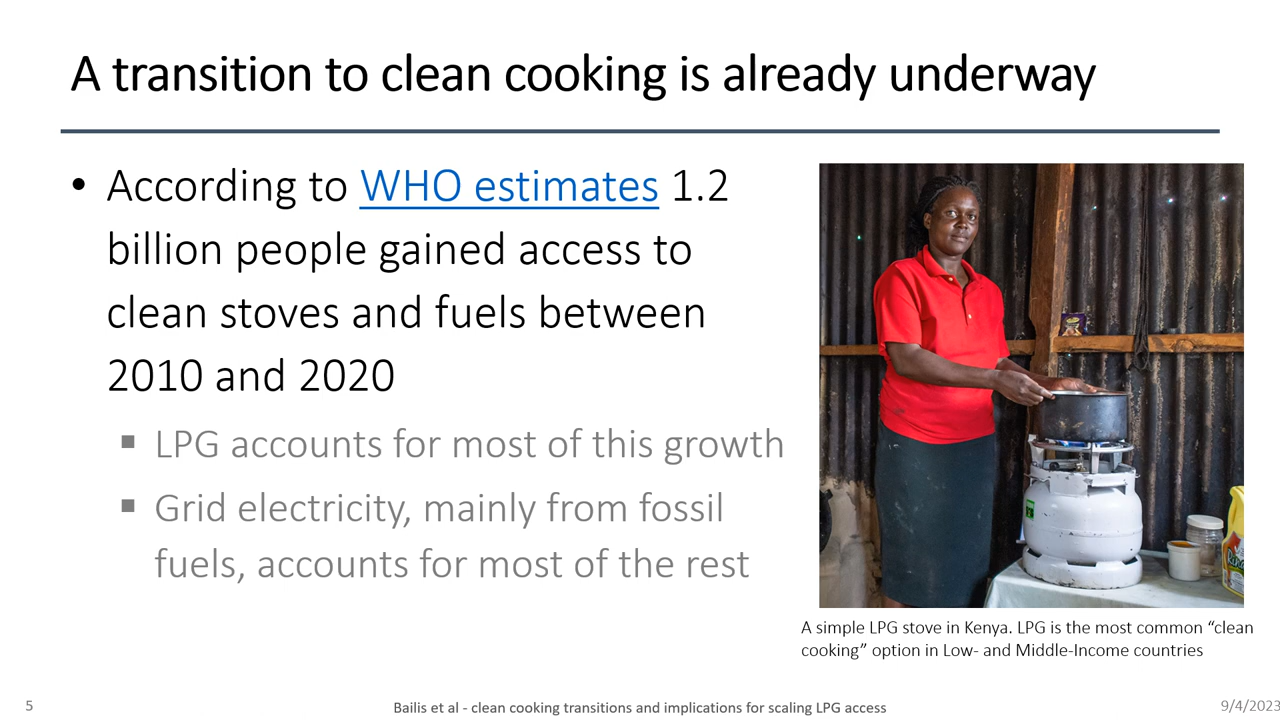 A transition to clean cooking is already underway
• According to WHO estimates 1.2
billion people gained access to
clean stoves and fuels between
2010 and 2020
▪ LPG accounts for most of this growth
▪ Grid electricity, mainly from fossil
fuels, accounts for most of the rest
A simple LPG stove in Kenya. LPG is the most common “clean
cooking” option in Low- and Middle-Income countries
5
Bailis et al - clean cooking transitions and implications for scaling LPG access
9/4/2023